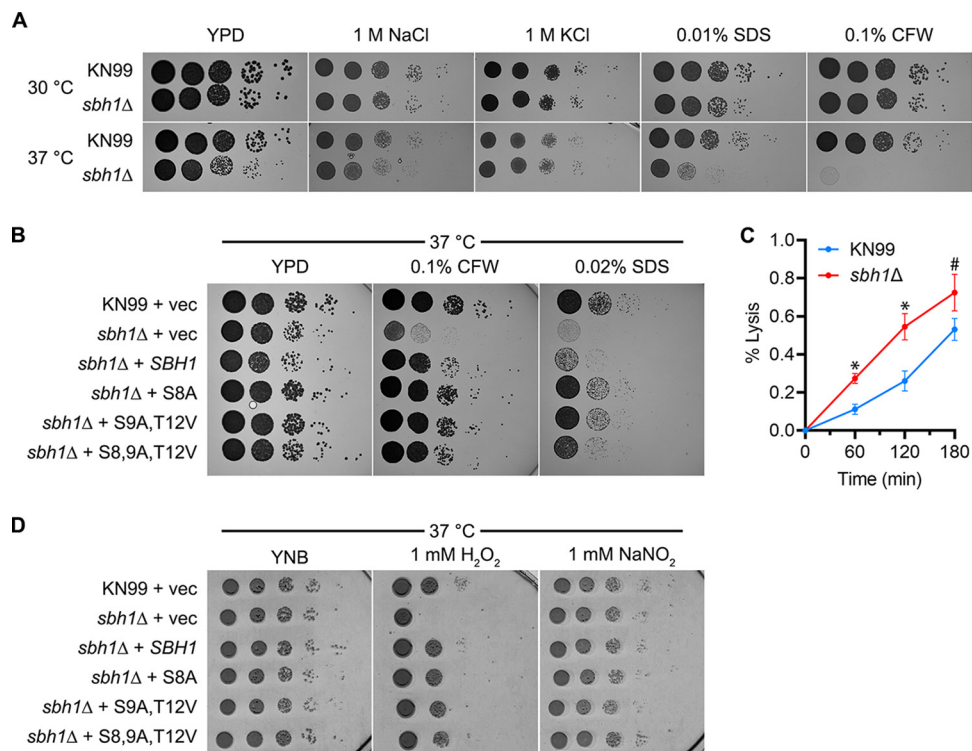 A
YPD 1 M NaCl 1 M KCl 0.01% SDS 0.1% CFW
30 °C
KN99
sbh1Δ
37 °C
KN99
sbh1Δ
B
37 °C
YPD 0.1% CFW 0.02% SDS
KN99 + vec
sbh1Δ + vec
sbh1Δ + SBH1
sbh1Δ + S8A
sbh1Δ + S9A,T12V
sbh1Δ + S8,9A,T12V
C
KN99
sbh1Δ
% Lysis
1.0
0.8
0.6
0.4
0.2
0.0
* * #
0 60 120 180
Time (min)
D
37 °C
YNB 1 mM H₂O₂ 1 mM NaNO₂
KN99 + vec
sbh1Δ + vec
sbh1Δ + SBH1
sbh1Δ + S8A
sbh1Δ + S9A,T12V
sbh1Δ + S8,9A,T12V